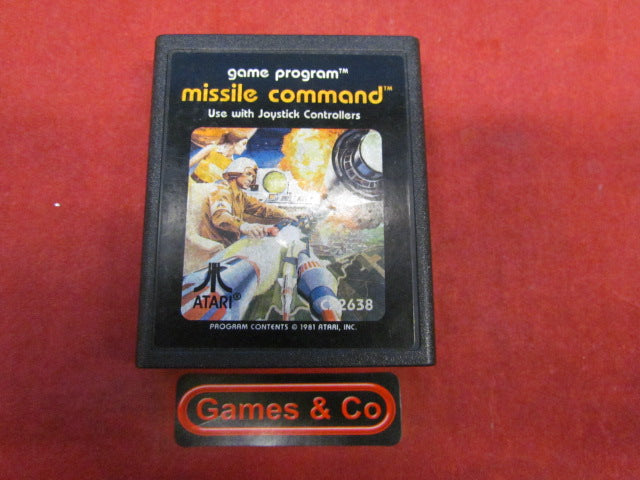 game program™
missile command™
Use with Joystick Controllers
ATARI®
CX2638
PROGRAM CONTENTS © 1981 ATARI, INC.
Games & Co